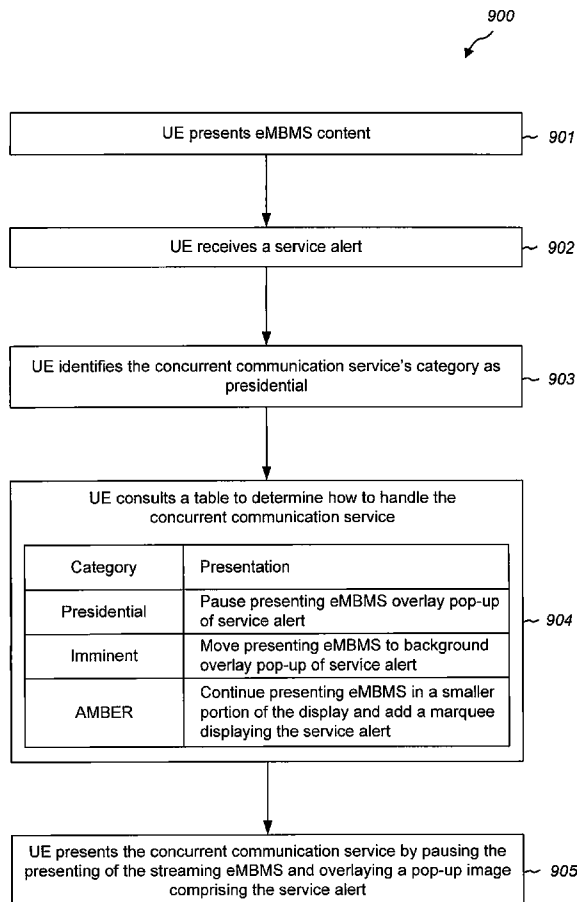 900
UE presents eMBMS content
901
UE receives a service alert
902
UE identifies the concurrent communication service's category as
presidential
903
UE consults a table to determine how to handle the
concurrent communication service
Category
Presentation
Presidential
Pause presenting eMBMS overlay pop-up
of service alert
Imminent
Move presenting eMBMS to background
overlay pop-up of service alert
AMBER
Continue presenting eMBMS in a smaller
portion of the display and add a marquee
displaying the service alert
904
UE presents the concurrent communication service by pausing the
presenting of the streaming eMBMS and overlaying a pop-up image
comprising the service alert
905